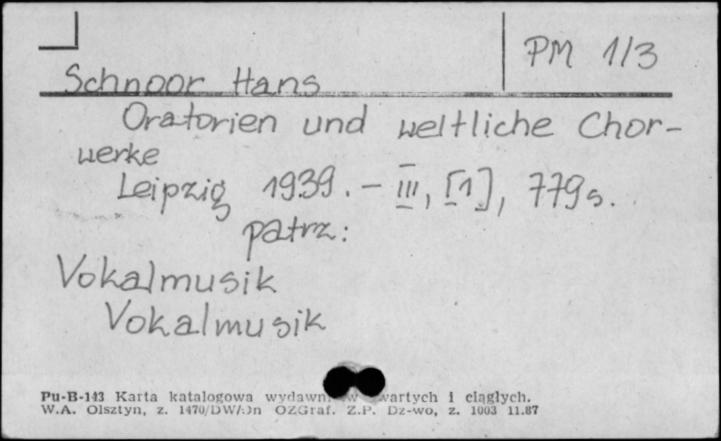 PM 1/3
Schnoor Hans
Oratorien und weltliche Chor-
werke
Leipzig 1939. – III, [1], 779 s.
patrz:
Vokalmusik
Vokalmusik
Pu-B-143 Karta katalogowa wydawn w wartych i ciągłych.
W.A. Olsztyn, z. 1470/DW/ OZGraf. Z.P. Dz-wo, z. 1003 11.87